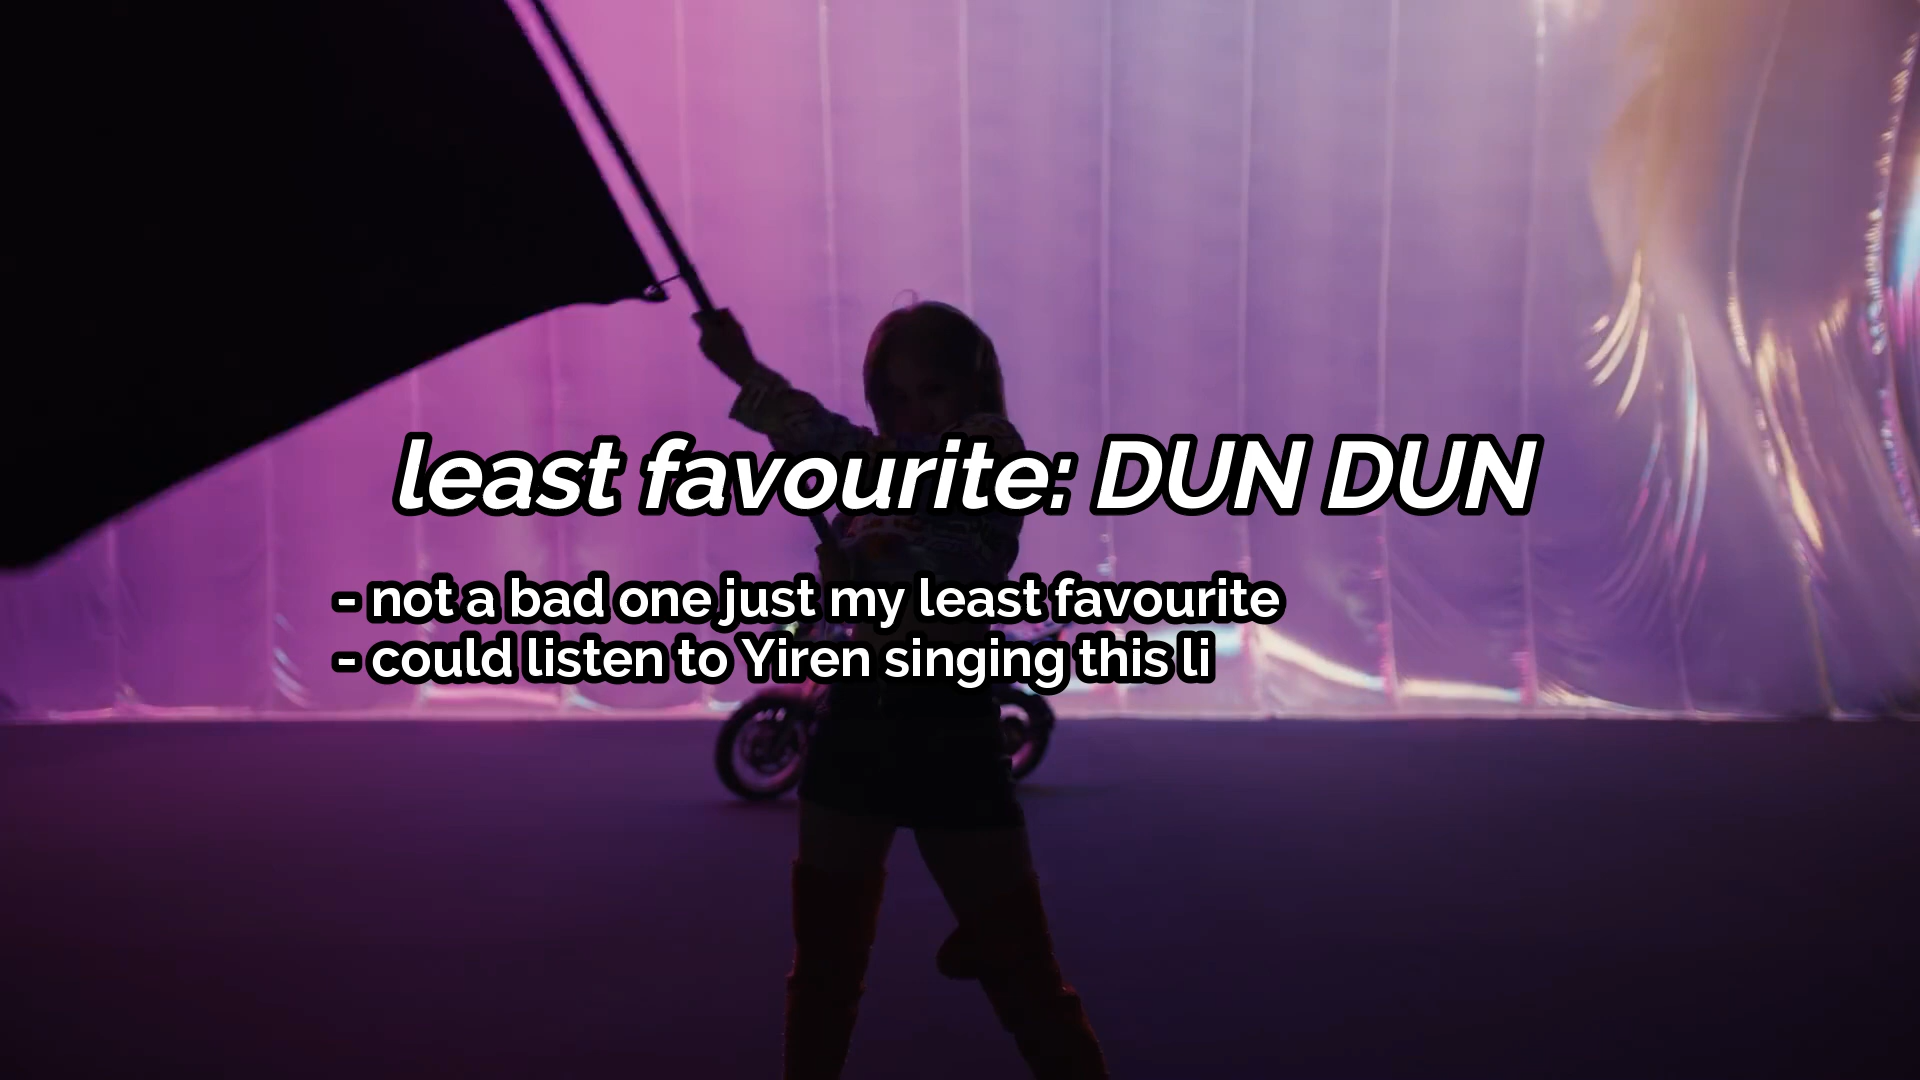 least favourite: DUN DUN
- not a bad one just my least favourite
- could listen to Yiren singing this li